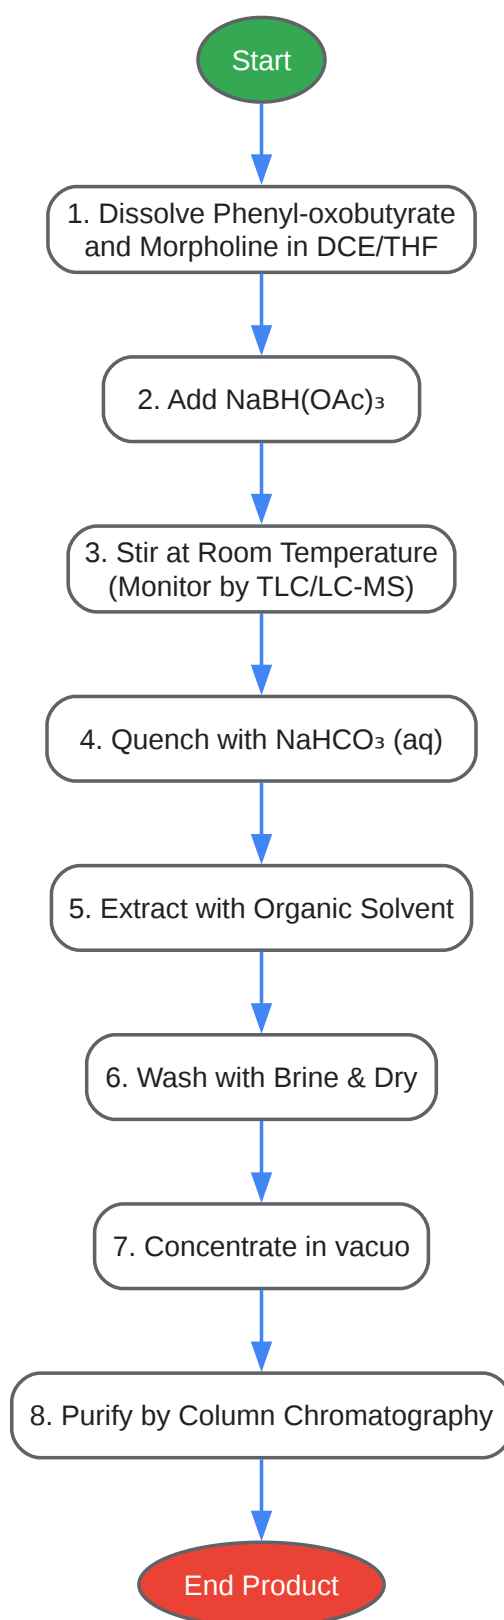 Start
1. Dissolve Phenyl-oxobutyrate
and Morpholine in DCE/THF
2. Add NaBH(OAc)₃
3. Stir at Room Temperature
(Monitor by TLC/LC-MS)
4. Quench with NaHCO₃ (aq)
5. Extract with Organic Solvent
6. Wash with Brine & Dry
7. Concentrate in vacuo
8. Purify by Column Chromatography
End Product